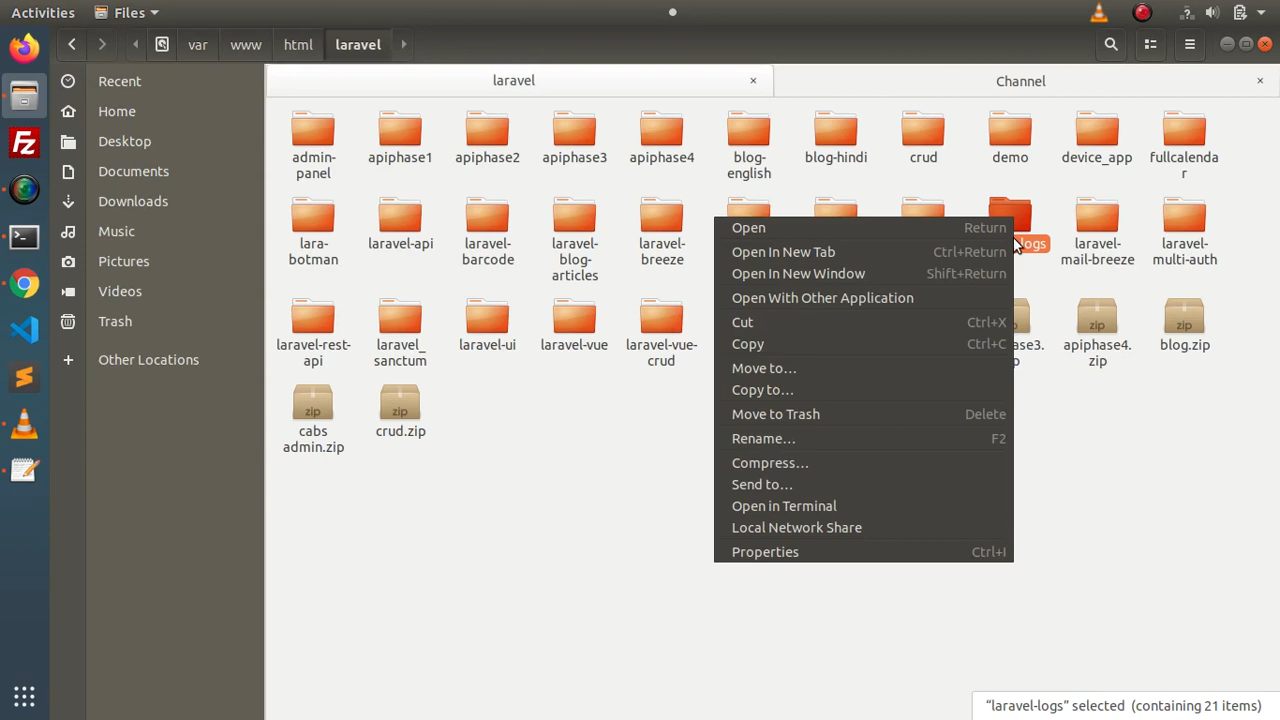 Activities
Files
var
www
html
laravel
laravel
Channel
Recent
Home
Desktop
Documents
Downloads
Music
Pictures
Videos
Trash
Other Locations
admin-
panel
apiphase1
apiphase2
apiphase3
apiphase4
blog-
english
blog-hindi
crud
demo
device_app
fullcalenda
r
lara-
botman
laravel-api
laravel-
barcode
laravel-
blog-
articles
laravel-
breeze
logs
laravel-
mail-breeze
laravel-
multi-auth
laravel-rest-
api
laravel_
sanctum
laravel-ui
laravel-vue
laravel-vue-
crud
zip
apiphase4.
zip
zip
blog.zip
zip
cabs
admin.zip
zip
crud.zip
Open Return
Open In New Tab Ctrl+Return
Open In New Window Shift+Return
Open With Other Application
Cut Ctrl+X
Copy Ctrl+C
Move to…
Copy to…
Move to Trash Delete
Rename… F2
Compress…
Send to…
Open in Terminal
Local Network Share
Properties Ctrl+I
“laravel-logs” selected (containing 21 items)